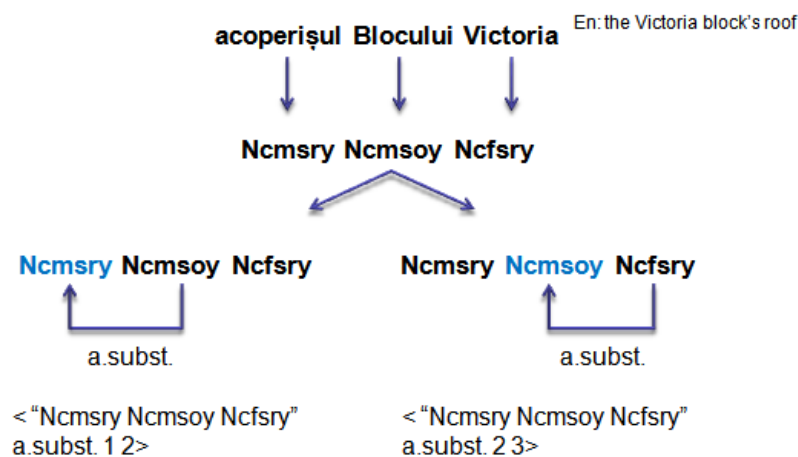 acoperișul Blocului Victoria
En: the Victoria block's roof
Ncmsry Ncmsoy Ncfsry
Ncmsry Ncmsoy Ncfsry
a.subst.
< “Ncmsry Ncmsoy Ncfsry”
a.subst. 1 2>
Ncmsry Ncmsoy Ncfsry
a.subst.
< “Ncmsry Ncmsoy Ncfsry”
a.subst. 2 3>